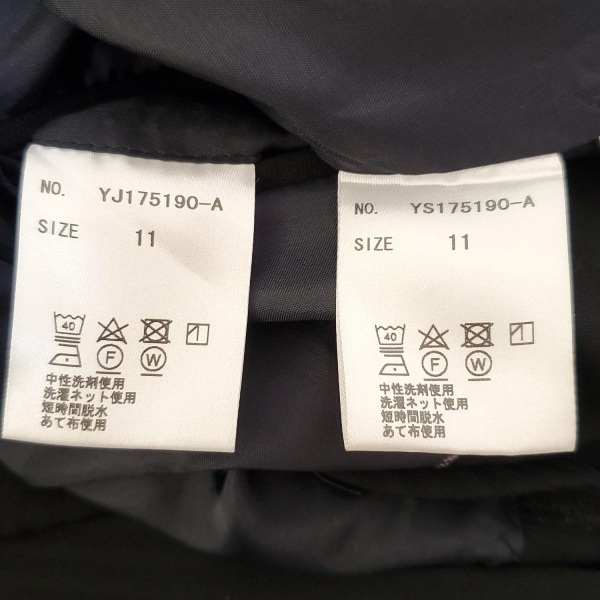 NO. YJ175190-A
SIZE 11
40
F W
中性洗剤使用
洗濯ネット使用
短時間脱水
あて布使用
NO. YS175190-A
SIZE 11
40
F W
中性洗剤使用
洗濯ネット使用
短時間脱水
あて布使用